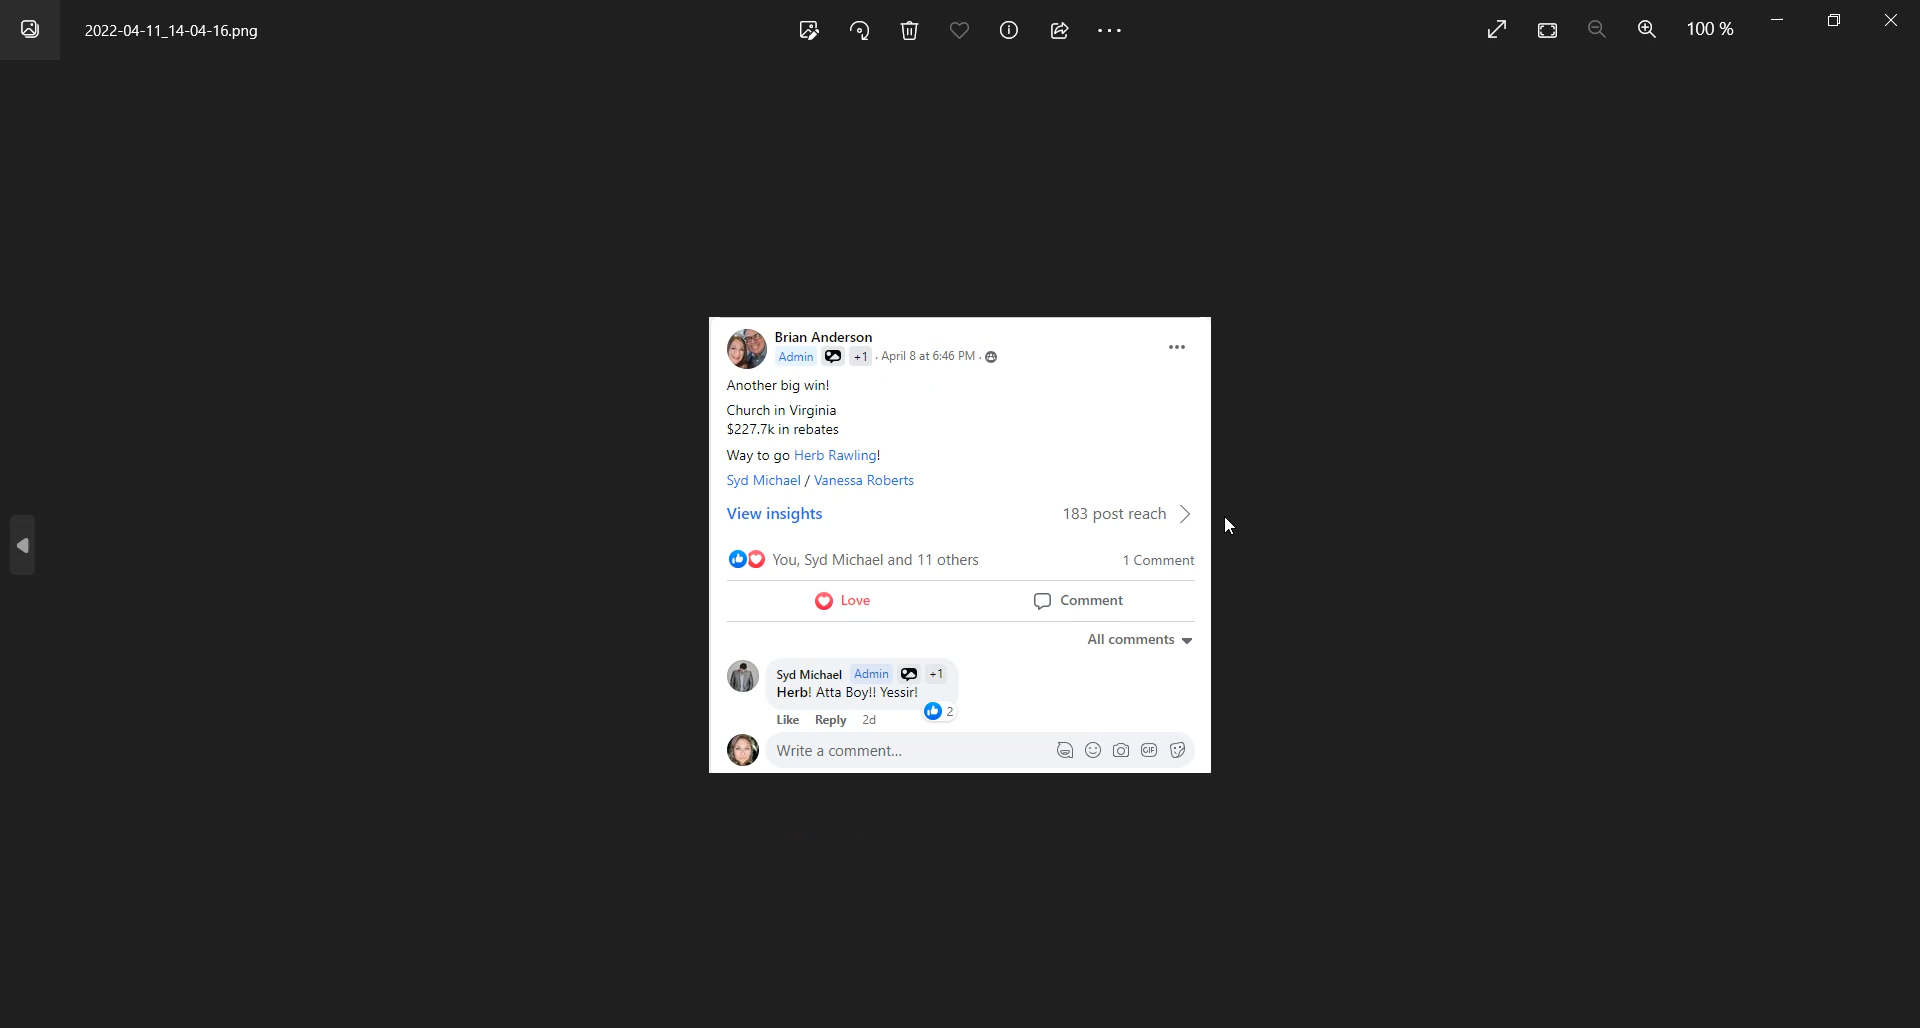 2022-04-11_14-04-16.png
100 %
Brian Anderson
Admin +1 · April 8 at 6:46 PM ·
Another big win!
Church in Virginia
$227.7k in rebates
Way to go Herb Rawling!
Syd Michael / Vanessa Roberts
View insights 183 post reach
You, Syd Michael and 11 others 1 Comment
Love Comment
All comments
Syd Michael Admin +1
Herb! Atta Boy!! Yessir!
2
Like Reply 2d
Write a comment...
GIF